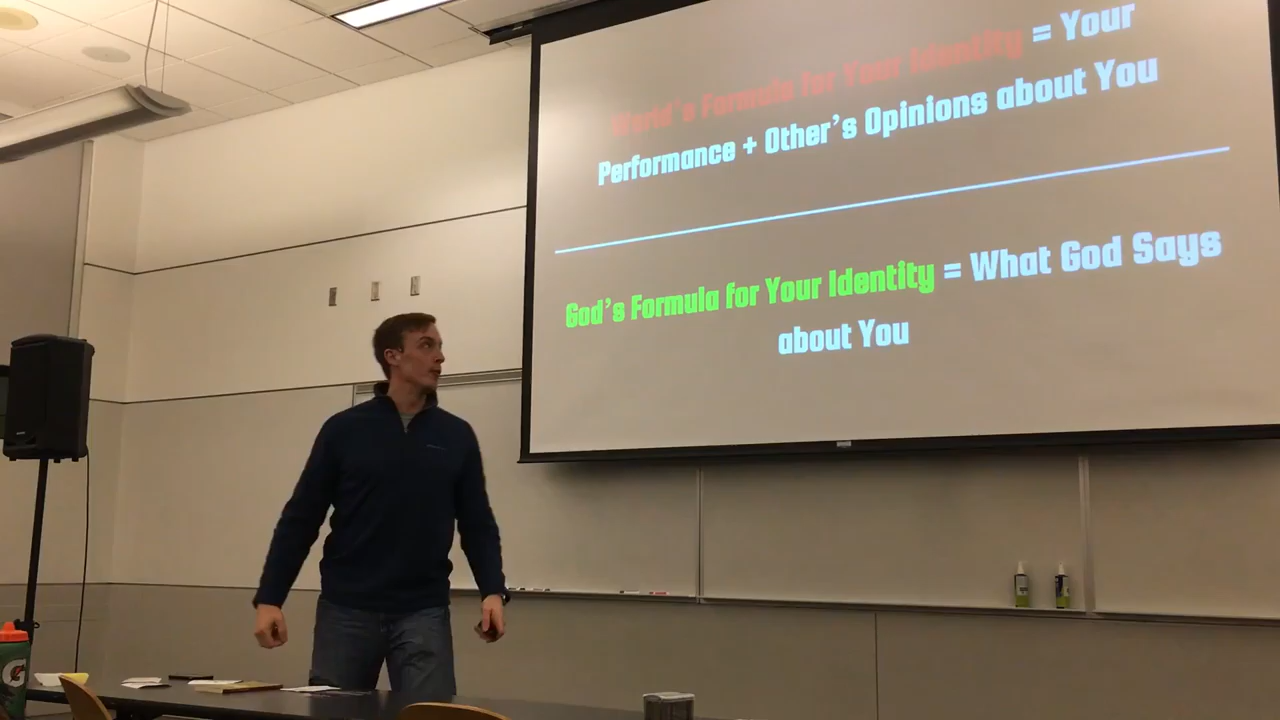 World's Formula for Your Identity = Your
Performance + Other's Opinions about You
God's Formula for Your Identity = What God Says
about You
G